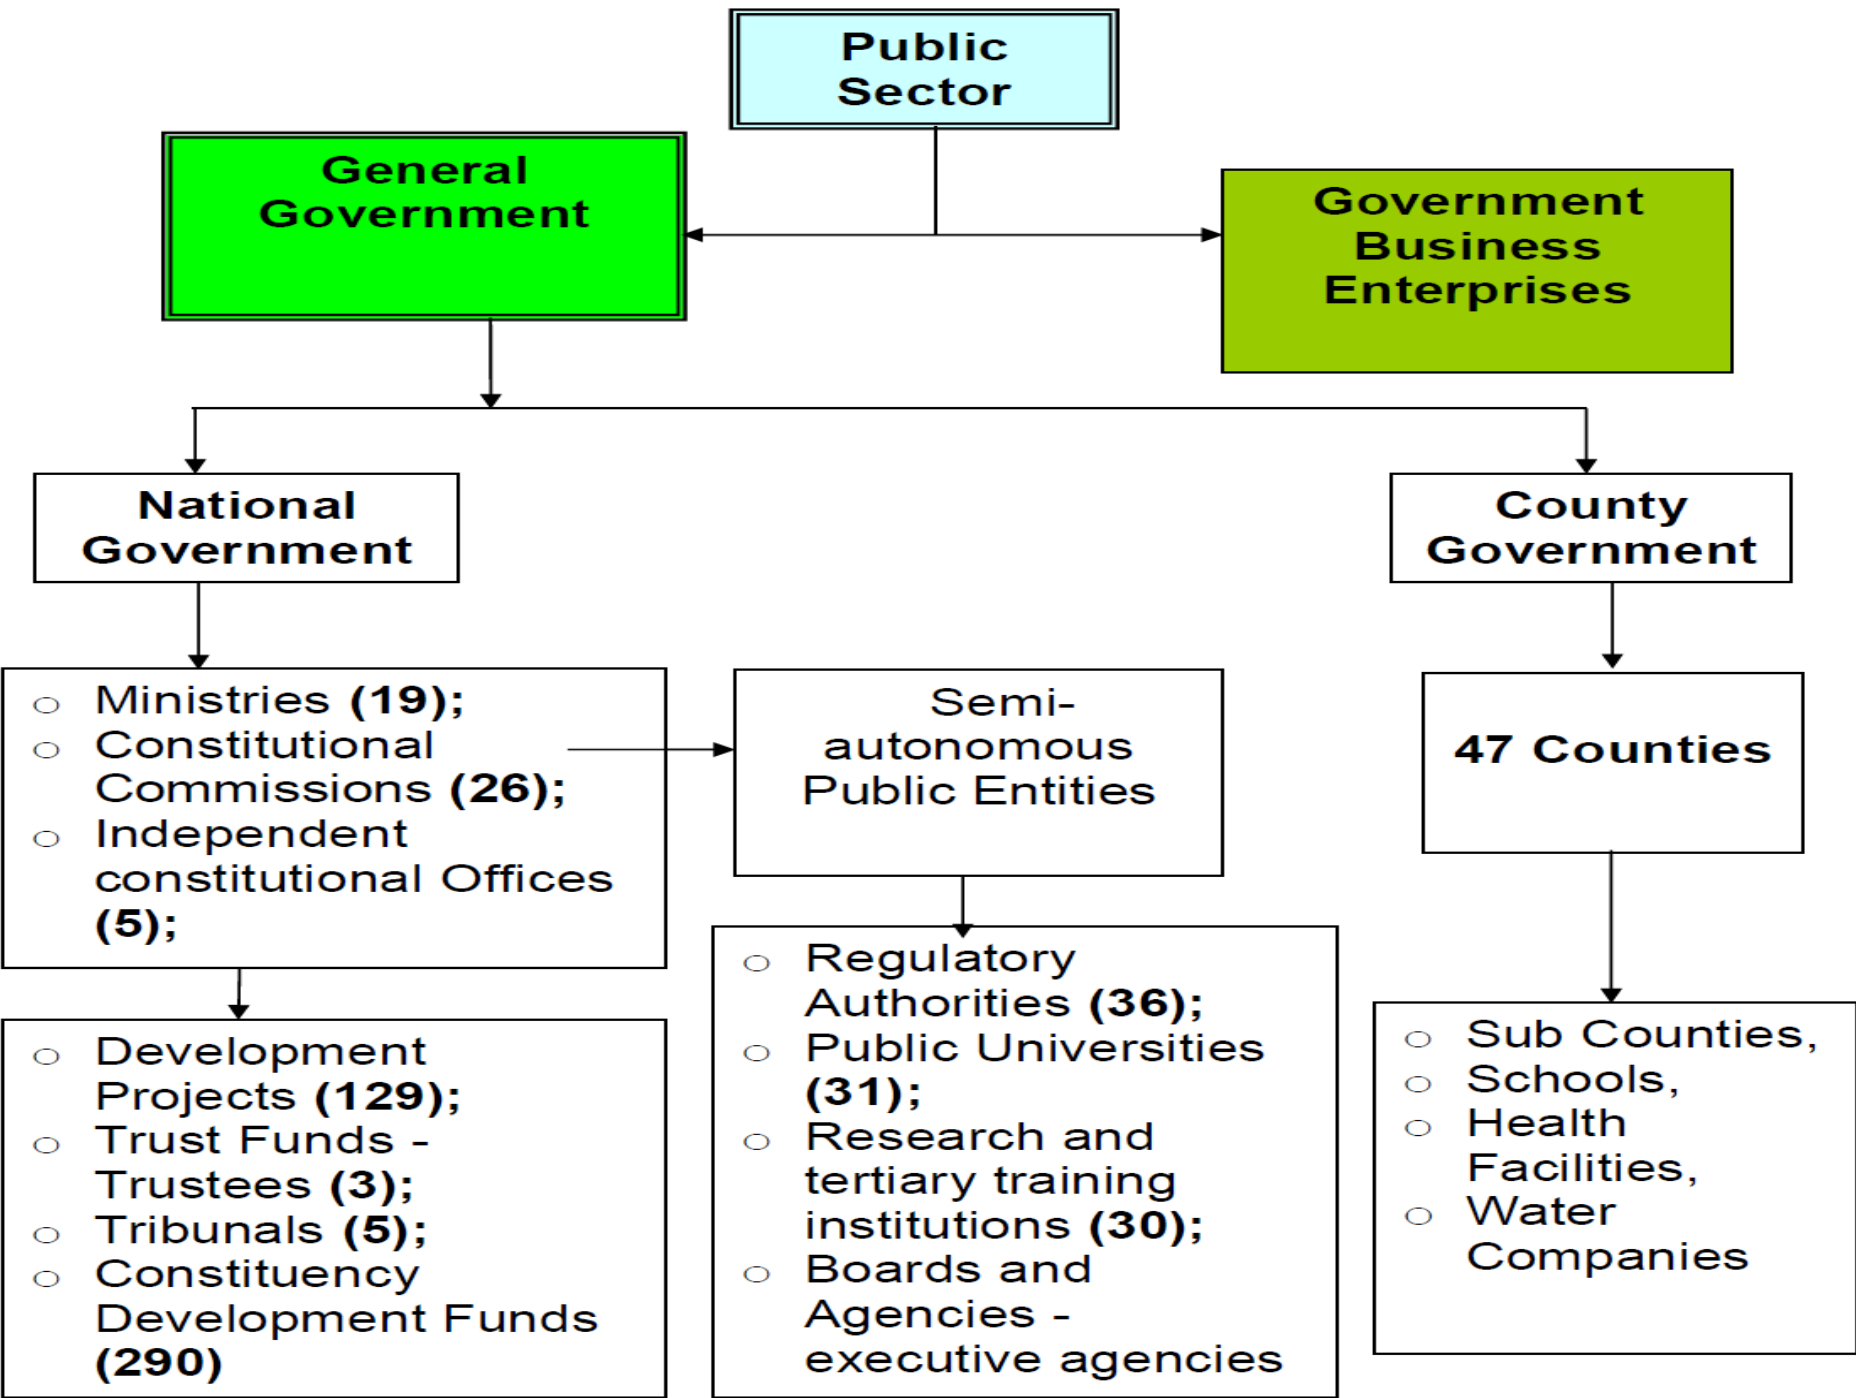 Public
Sector
General
Government
Government
Business
Enterprises
National
Government
County
Government
○ Ministries (19);
○ Constitutional
Commissions (26);
○ Independent
constitutional Offices
(5);
Semi-
autonomous
Public Entities
47 Counties
○ Development
Projects (129);
○ Trust Funds -
Trustees (3);
○ Tribunals (5);
○ Constituency
Development Funds
(290)
○ Regulatory
Authorities (36);
○ Public Universities
(31);
○ Research and
tertiary training
institutions (30);
○ Boards and
Agencies -
executive agencies
○ Sub Counties,
○ Schools,
○ Health
Facilities,
○ Water
Companies